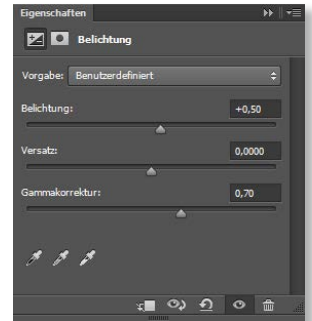 Eigenschaften
Belichtung
Vorgabe: Benutzerdefiniert
Belichtung: +0,50
Versatz: 0,0000
Gammakorrektur: 0,70